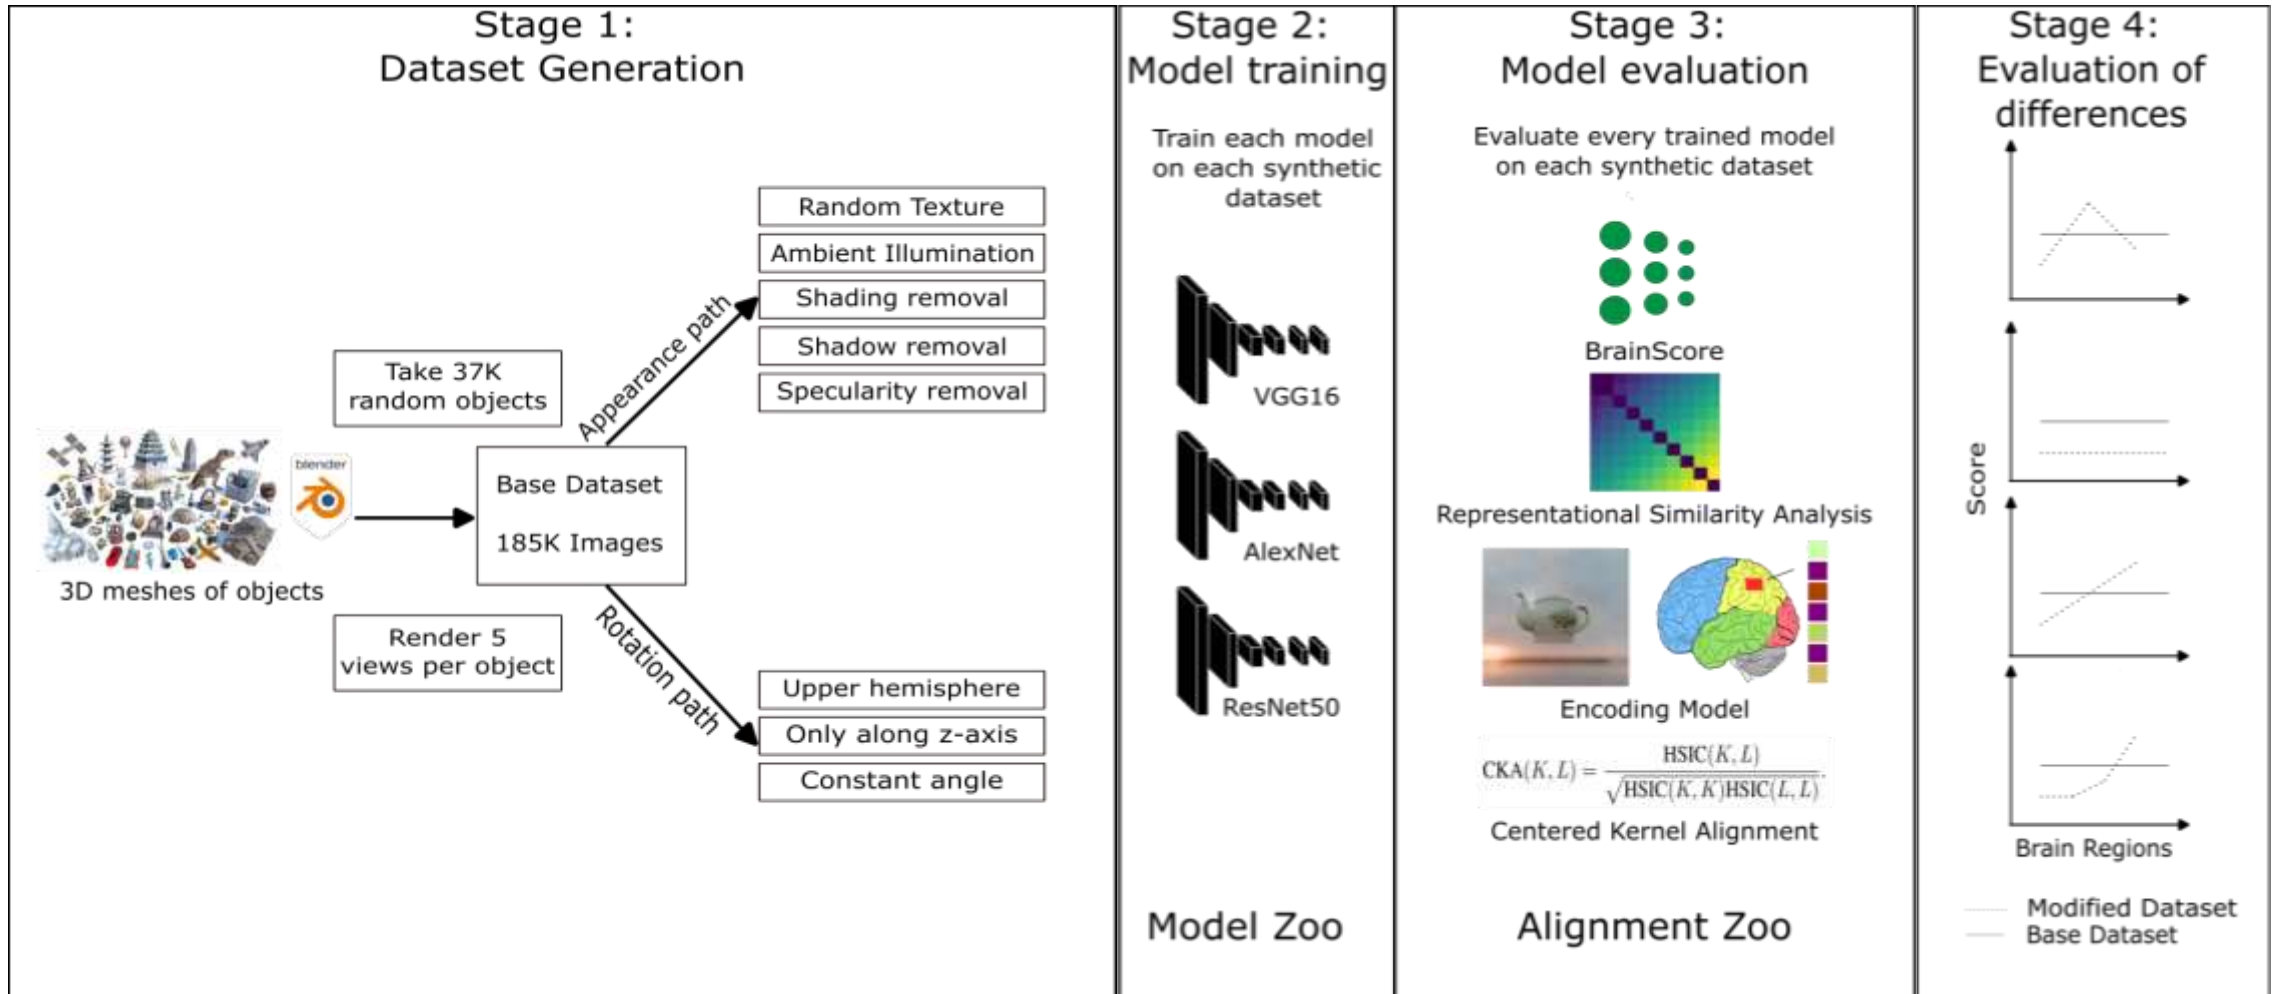 Stage 1:
Dataset Generation
Take 37K
random objects
blender
3D meshes of objects
Render 5
views per object
Base Dataset
185K Images
Appearance path
Random Texture
Ambient Illumination
Shading removal
Shadow removal
Specularity removal
Rotation path
Upper hemisphere
Only along z-axis
Constant angle
Stage 2:
Model training
Train each model
on each synthetic
dataset
VGG16
AlexNet
ResNet50
Model Zoo
Stage 3:
Model evaluation
Evaluate every trained model
on each synthetic dataset
BrainScore
Representational Similarity Analysis
Encoding Model
CKA(K, L) = HSIC(K, L) / √HSIC(K, K)HSIC(L, L).
Centered Kernel Alignment
Alignment Zoo
Stage 4:
Evaluation of
differences
Score
Brain Regions
Modified Dataset
Base Dataset